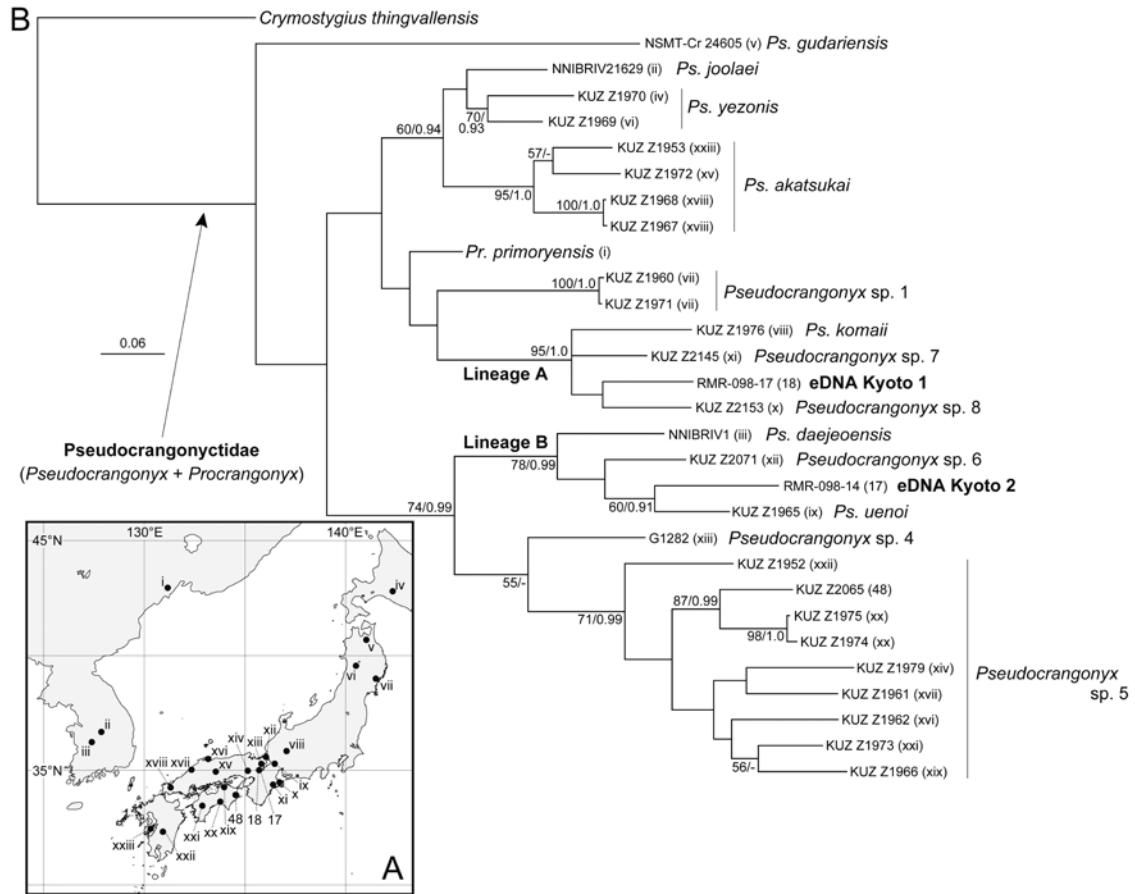 B
Crymostygius thingvallensis
NSMT-Cr 24605 (v) Ps. gudariensis
NNIBRIV21629 (ii) Ps. joolaei
KUZ Z1970 (iv)
Ps. yezonis
70/
0.93
KUZ Z1969 (vi)
60/0.94
KUZ Z1953 (xxiii)
57/-
KUZ Z1972 (xv)
Ps. akatsukai
95/1.0
100/1.0
KUZ Z1968 (xviii)
KUZ Z1967 (xviii)
Pr. primoryensis (i)
100/1.0
KUZ Z1960 (vii)
Pseudocrangonyx sp. 1
KUZ Z1971 (vii)
KUZ Z1976 (viii) Ps. komaii
95/1.0
KUZ Z2145 (xi) Pseudocrangonyx sp. 7
Lineage A
RMR-098-17 (18) eDNA Kyoto 1
KUZ Z2153 (x) Pseudocrangonyx sp. 8
0.06
Pseudocrangonyctidae
(Pseudocrangonyx + Procrangonyx)
Lineage B
NNIBRIV1 (iii) Ps. daejeoensis
78/0.99
KUZ Z2071 (xii) Pseudocrangonyx sp. 6
RMR-098-14 (17) eDNA Kyoto 2
60/0.91
KUZ Z1965 (ix) Ps. uenoi
74/0.99
G1282 (xiii) Pseudocrangonyx sp. 4
55/-
KUZ Z1952 (xxii)
71/0.99
87/0.99
KUZ Z2065 (48)
KUZ Z1975 (xx)
98/1.0
KUZ Z1974 (xx)
KUZ Z1979 (xiv)
Pseudocrangonyx
sp. 5
KUZ Z1961 (xvii)
KUZ Z1962 (xvi)
KUZ Z1973 (xxi)
56/-
KUZ Z1966 (xix)
130°E
140°E
45°N
i
iv
v
vi
vii
ii
iii
xii
xiv xiii
viii
xvi
xviii xvii
xv
35°N
ix
x
xi
xxi xx xix 48 18 17
xxiii
xxii
A